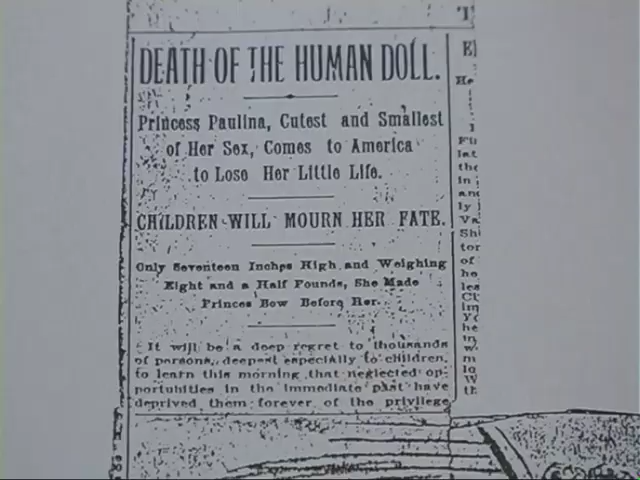 DEATH OF THE HUMAN DOLL.
Princess Paulina, Cutest and Smallest
of Her Sex, Comes to America
to Lose Her Little Life.
CHILDREN WILL MOURN HER FATE.
Only Seventeen Inches High and Weighing
Eight and a Half Pounds, She Made
Princes Bow Before Her.
It will be a deep regret to thousands
of persons, deepest especially to children,
to learn this morning that neglected op-
portunities in the immediate past have
deprived them forever of the privilege